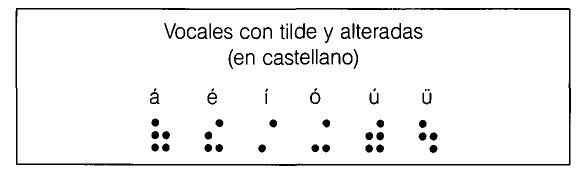 Vocales con tilde y alteradas
(en castellano)
á é í ó ú ü
⠷ ⠮ ⠌ ⠬ ⠾ ⠳